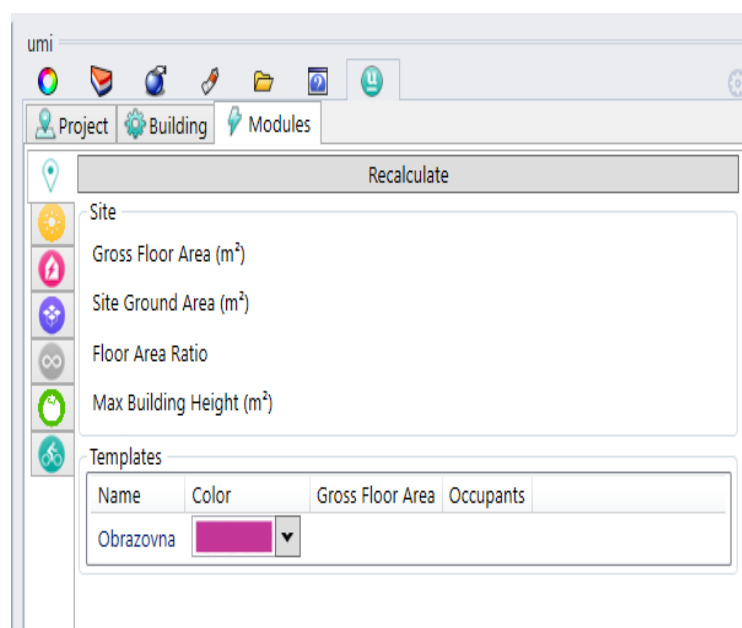 umi
Project Building Modules
Recalculate
Site
Gross Floor Area (m²)
Site Ground Area (m²)
Floor Area Ratio
Max Building Height (m²)
Templates
Name Color Gross Floor Area Occupants
Obrazovna